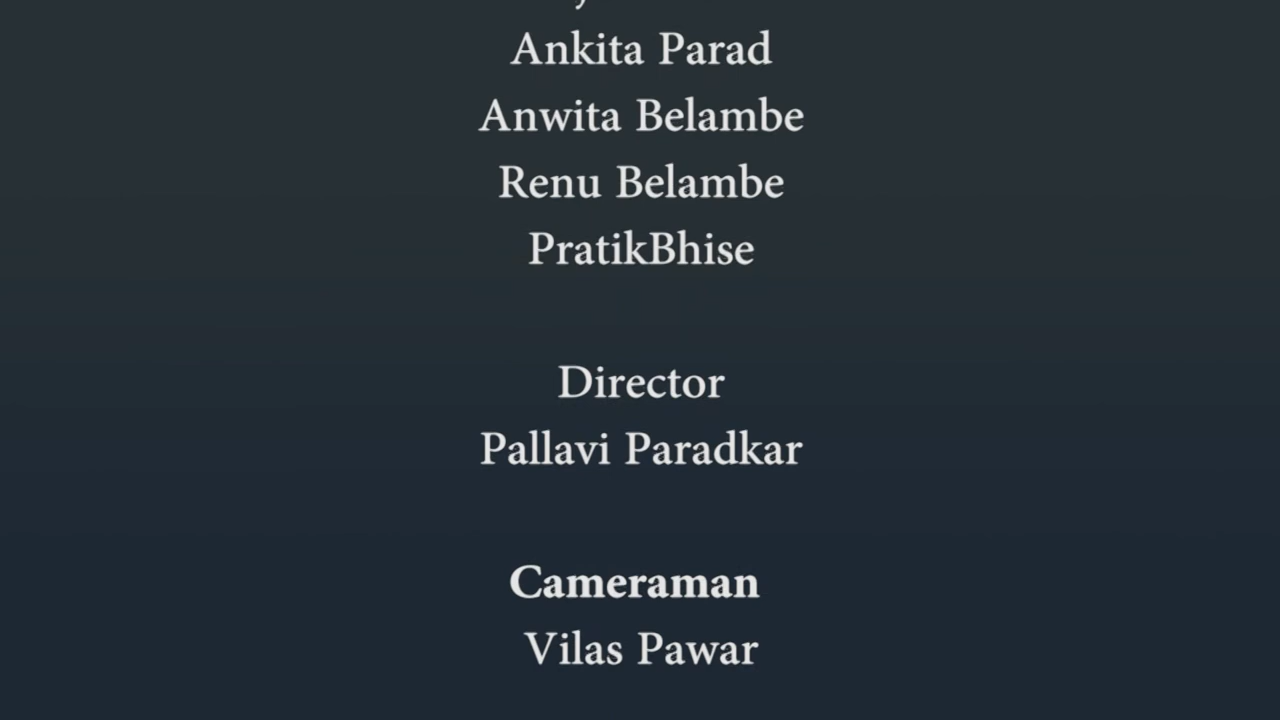 Ankita Parad
Anwita Belambe
Renu Belambe
PratikBhise
Director
Pallavi Paradkar
Cameraman
Vilas Pawar